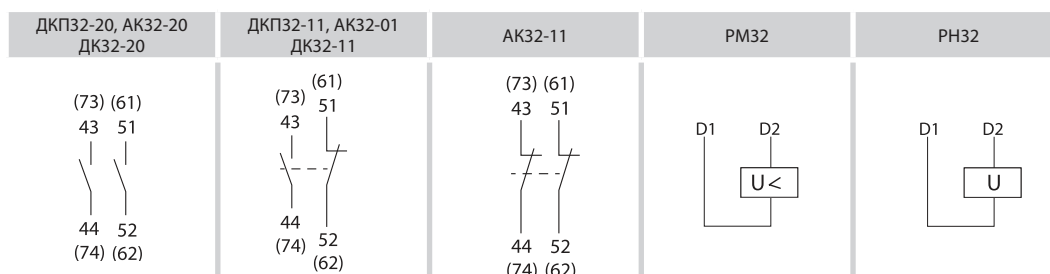 ДКП32-20, АК32-20
ДК32-20
ДКП32-11, АК32-01
ДК32-11
АК32-11
РМ32
РН32
(73) (61)
43 51
44 52
(74) (62)
(61)
(73) 51
43
44
(74) 52
(62)
(73) (61)
43 51
44 52
(74) (62)
D1 D2
U<
D1 D2
U